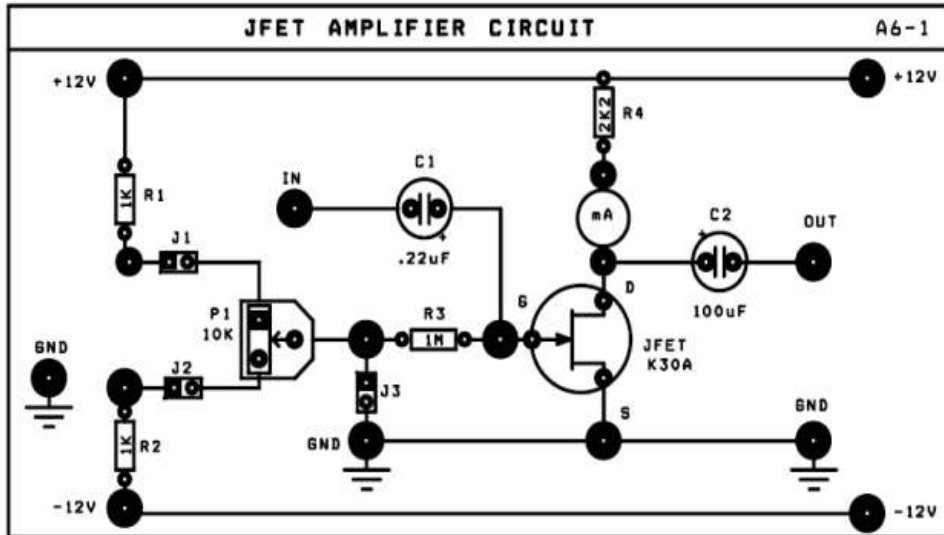 JFET AMPLIFIER CIRCUIT A6-1
+12V +12V
2K2 R4
C1
IN
1K R1
mA
C2
OUT
J1
.22uF
+
+
G D
100uF
P1
10K
R3
1M
JFET
K30A
GND
J2
J3
S
GND
GND
1K R2
-12V -12V